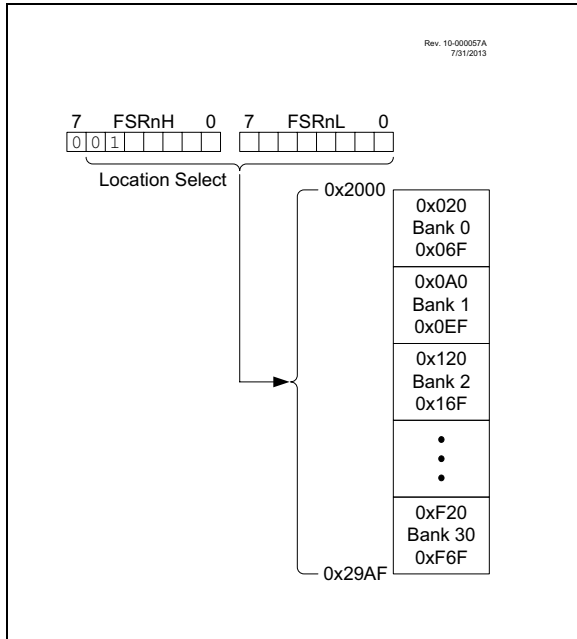 Rev. 10-000057A
7/31/2013
7 FSRnH 0 7 FSRnL 0
0 0 1
Location Select
0x2000
0x020
Bank 0
0x06F
0x0A0
Bank 1
0x0EF
0x120
Bank 2
0x16F
0xF20
Bank 30
0xF6F
0x29AF